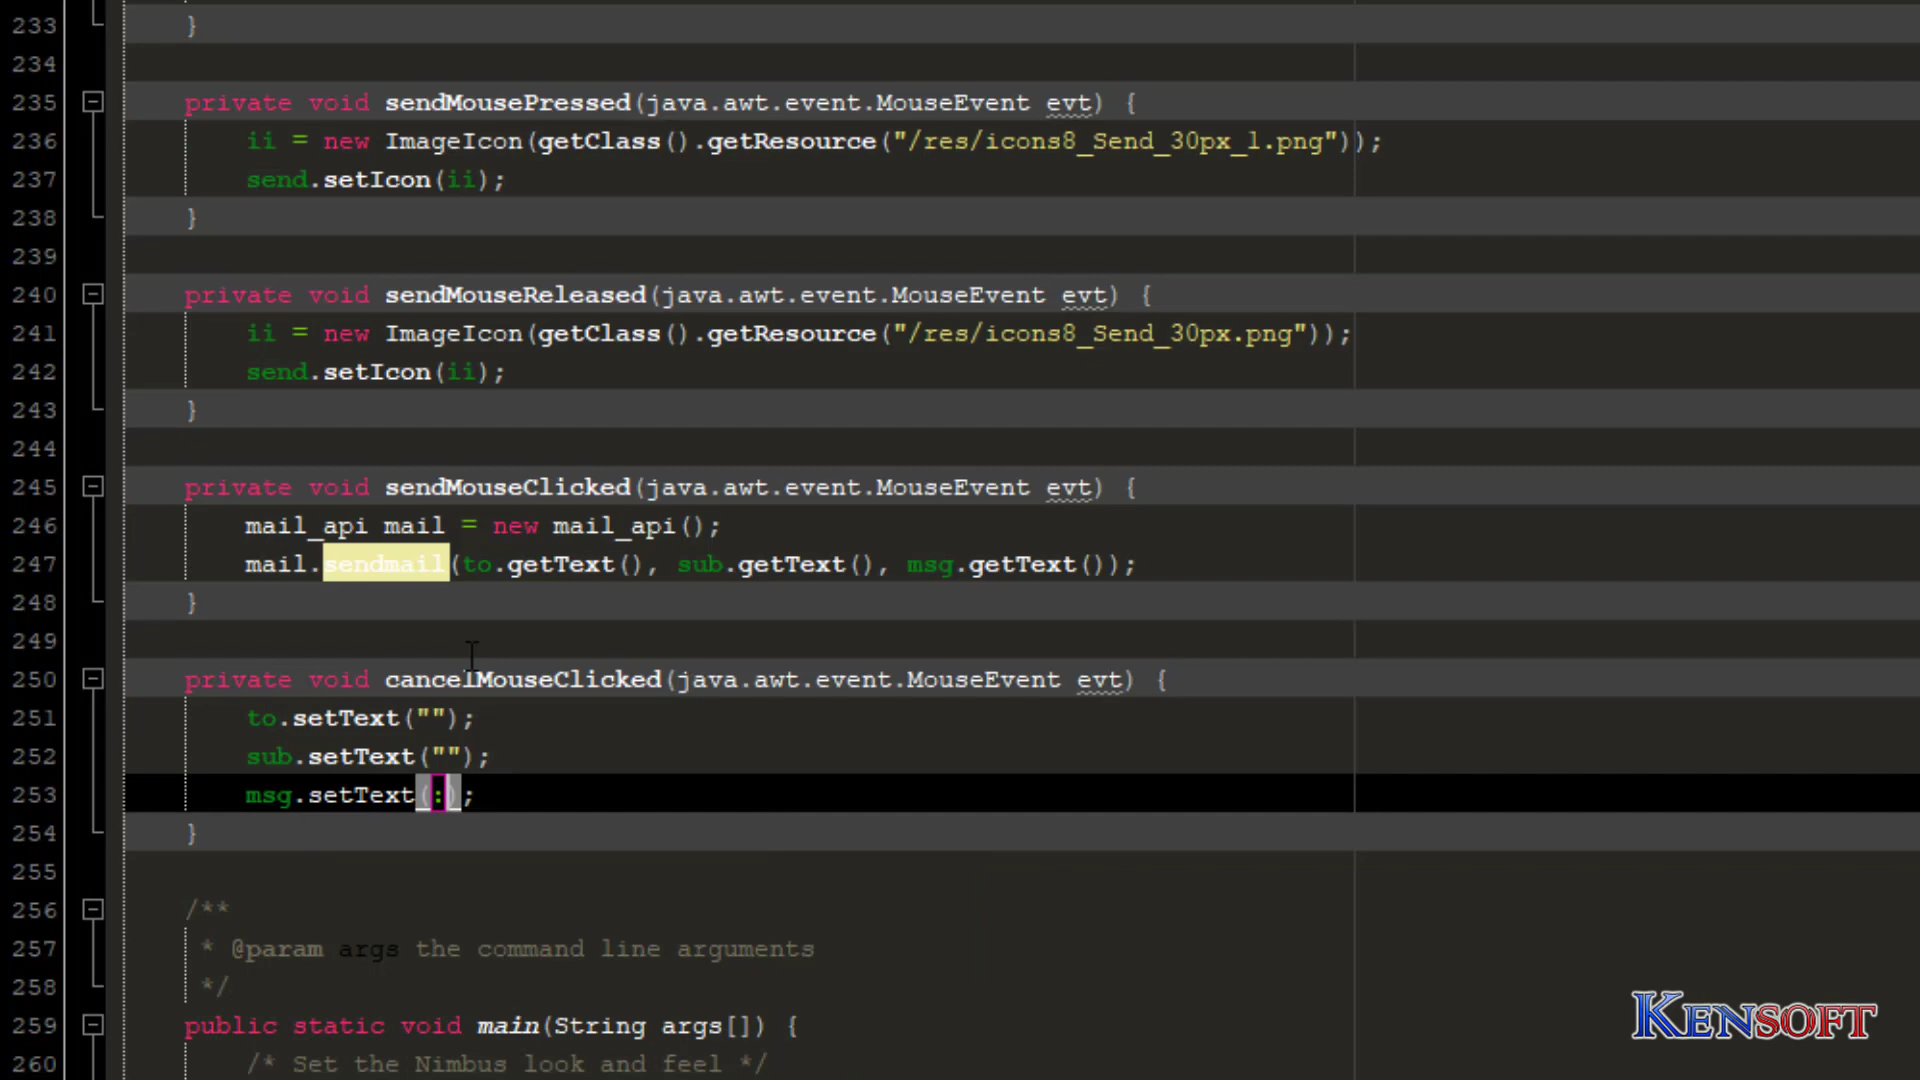 233 }
234
235 private void sendMousePressed(java.awt.event.MouseEvent evt) {
236 ii = new ImageIcon(getClass().getResource("/res/icons8_Send_30px_1.png"));
237 send.setIcon(ii);
238 }
239
240 private void sendMouseReleased(java.awt.event.MouseEvent evt) {
241 ii = new ImageIcon(getClass().getResource("/res/icons8_Send_30px.png"));
242 send.setIcon(ii);
243 }
244
245 private void sendMouseClicked(java.awt.event.MouseEvent evt) {
246 mail_api mail = new mail_api();
247 mail.sendmail(to.getText(), sub.getText(), msg.getText());
248 }
249
250 private void cancelMouseClicked(java.awt.event.MouseEvent evt) {
251 to.setText("");
252 sub.setText("");
253 msg.setText(:);
254 }
255
256 /**
257 * @param args the command line arguments
258 */
259 public static void main(String args[]) {
260 /* Set the Nimbus look and feel */
KENSOFT